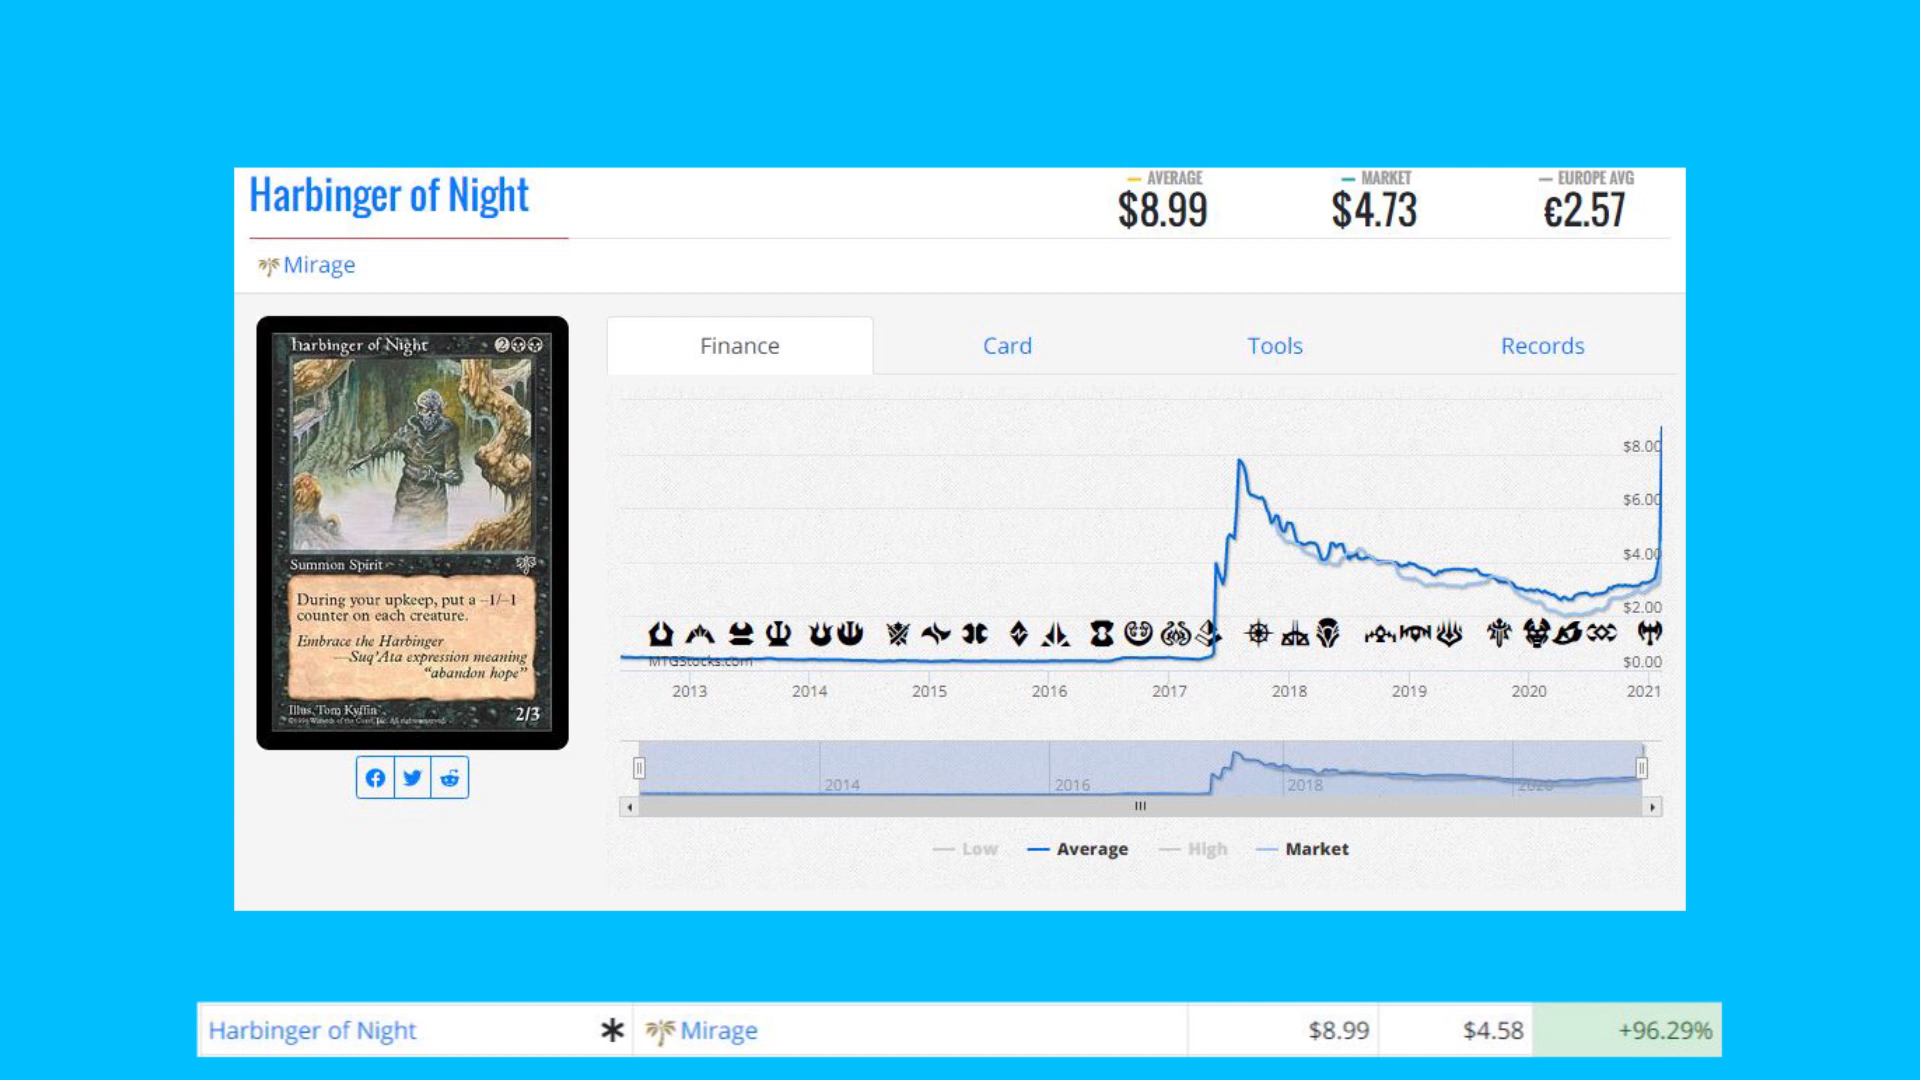 Harbinger of Night
AVERAGE
$8.99
MARKET
$4.73
EUROPE AVG
€2.57
Mirage
Harbinger of Night
2
Summon Spirit
During your upkeep, put a –1/–1
counter on each creature.
Embrace the Harbinger
—Suq'Ata expression meaning
"abandon hope"
Illus. Tom Kyffin
2/3
Finance
Card
Tools
Records
$8.00
$6.00
$4.00
$2.00
$0.00
MTGStocks.com
2013 2014 2015 2016 2017 2018 2019 2020 2021
2014 2016 2018 2020
Low Average High Market
Harbinger of Night * Mirage $8.99 $4.58 +96.29%